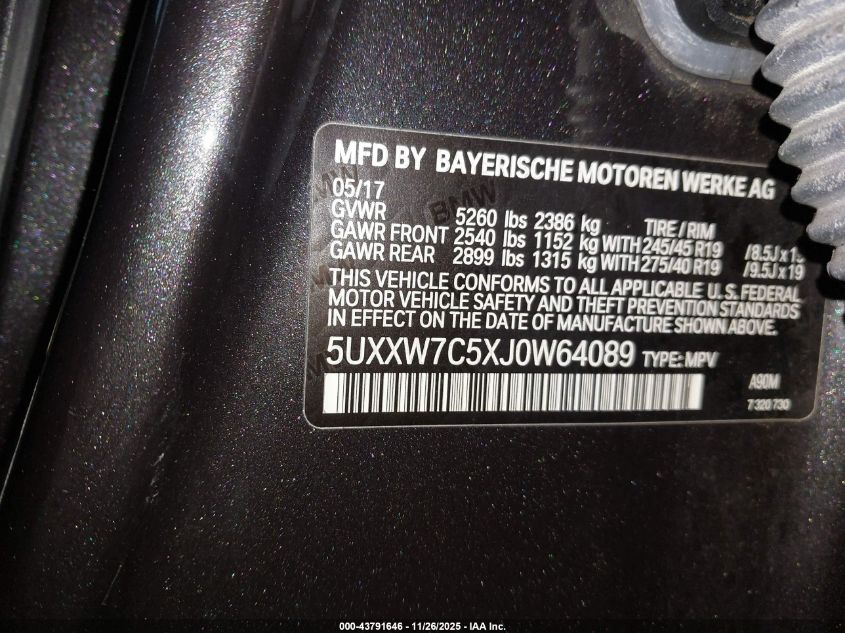 MFD BY BAYERISCHE MOTOREN WERKE AG
05/17
GVWR 5260 lbs 2386 kg TIRE / RIM
GAWR FRONT 2540 lbs 1152 kg WITH 245/45 R19 /8.5J x
GAWR REAR 2899 lbs 1315 kg WITH 275/40 R19 /9.5J x 19
THIS VEHICLE CONFORMS TO ALL APPLICABLE U.S. FEDERAL
MOTOR VEHICLE SAFETY AND THEFT PREVENTION STANDARDS
IN EFFECT ON THE DATE OF MANUFACTURE SHOWN ABOVE.
5UXXW7C5XJ0W64089 TYPE: MPV
A90M
7 320 730
BMW
000-43791646 - 11/26/2025 - IAA Inc.